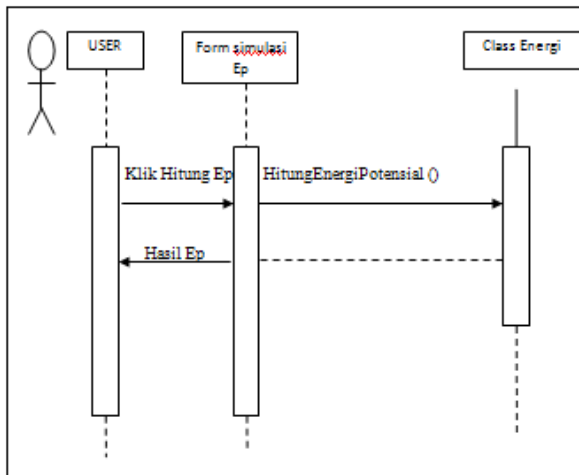 USER
Form simulasi
Ep
Class Energi
Klik Hitung Ep
HitungEnergiPotensial ()
Hasil Ep